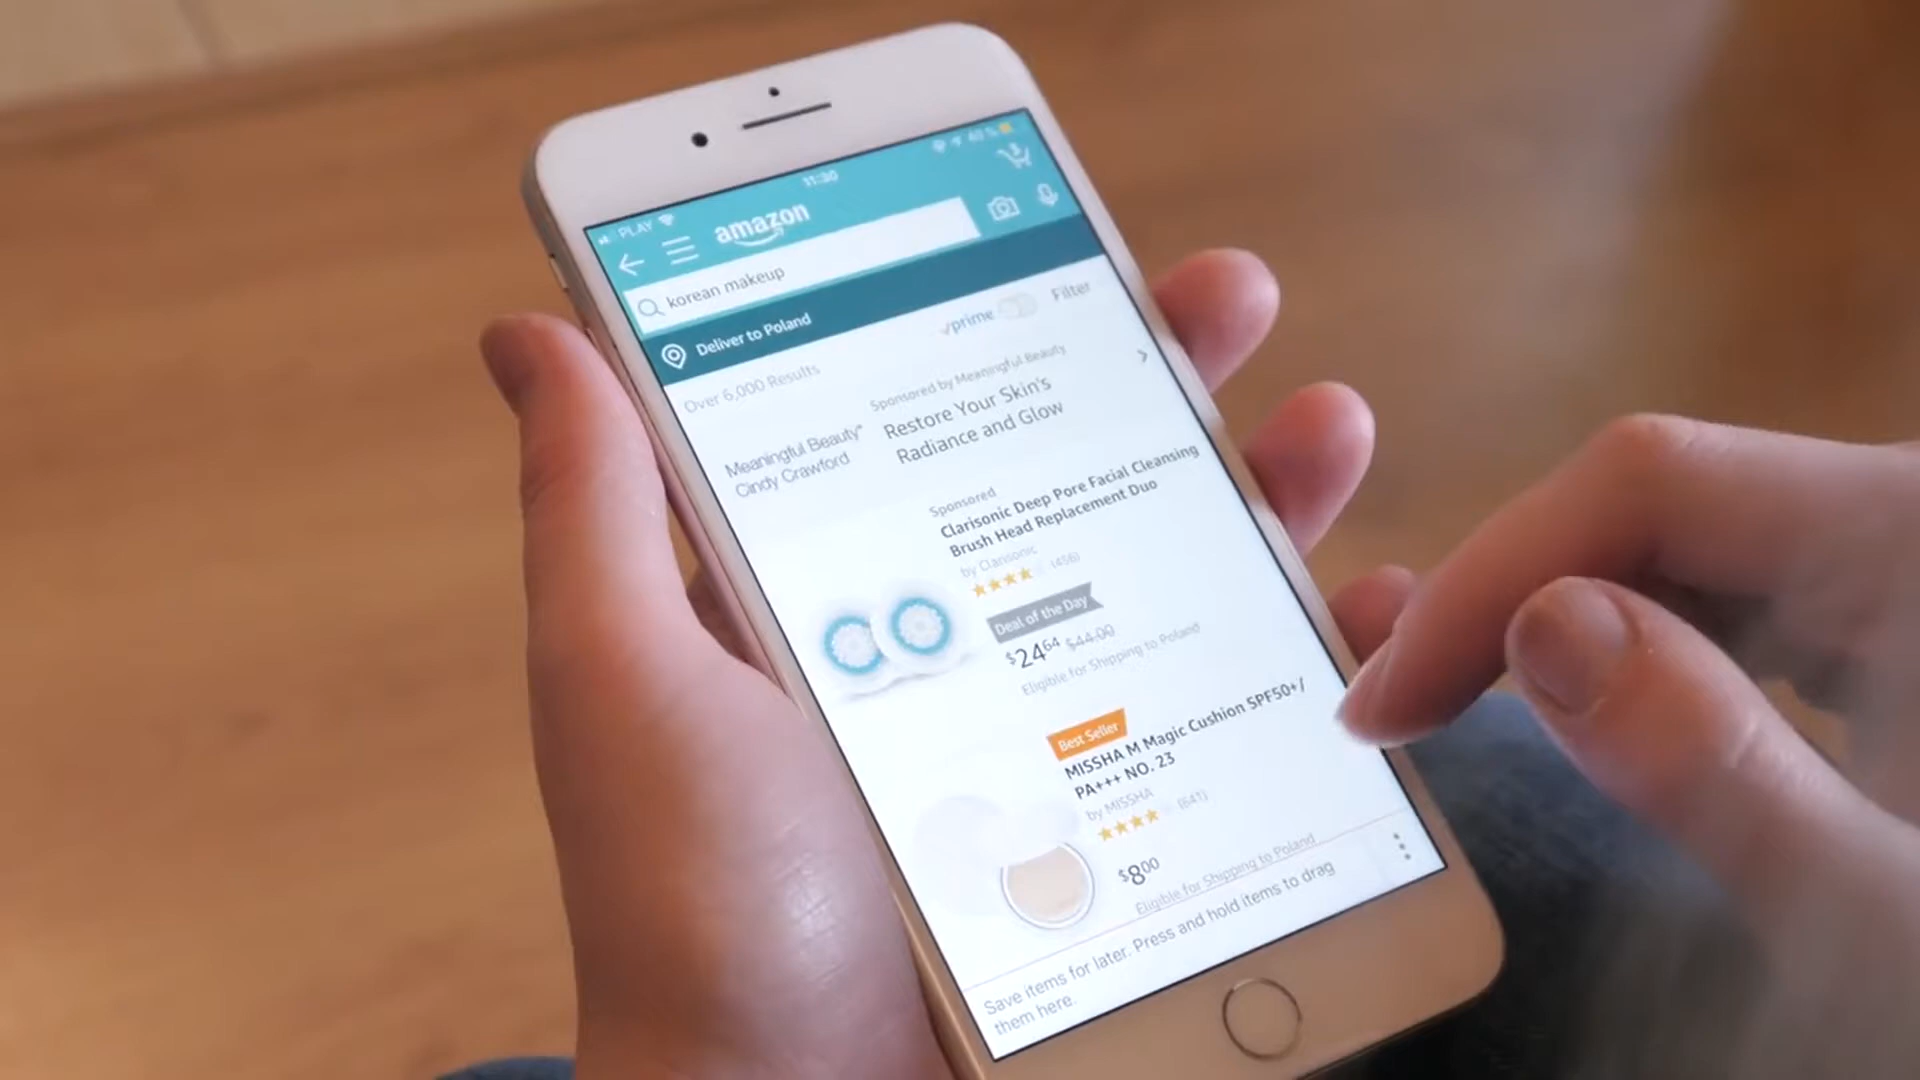 11:30
PLAY
amazon
korean makeup
Deliver to Poland
prime
Filter
Over 6,000 Results
Sponsored by Meaningful Beauty
Restore Your Skin's
Radiance and Glow
Meaningful Beauty
Cindy Crawford
Sponsored
Clarisonic Deep Pore Facial Cleansing
Brush Head Replacement Duo
by Clarisonic
(456)
Deal of the Day
$24⁶⁴ $44.00
Eligible for Shipping to Poland
Best Seller
MISSHA M Magic Cushion SPF50+/
PA+++ NO. 23
by MISSHA
(641)
$8⁰⁰
Eligible for Shipping to Poland
Save items for later. Press and hold items to drag
them here.